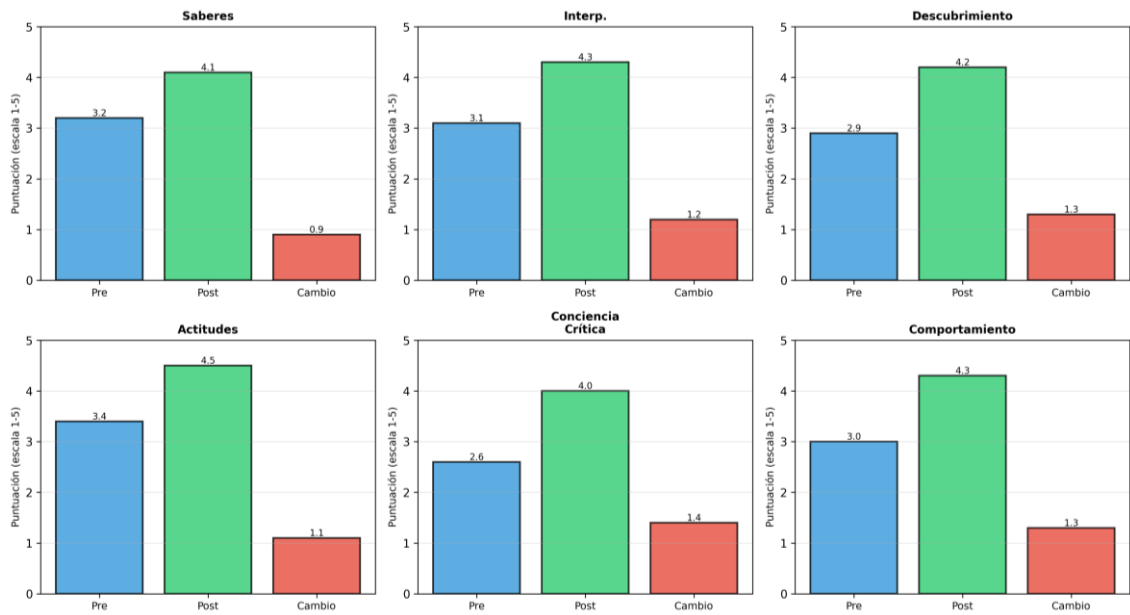 Saberes
Puntuación (escala 1-5)
5
4
3
2
1
0
3.2
4.1
0.9
Pre
Post
Cambio
Interp.
Puntuación (escala 1-5)
5
4
3
2
1
0
3.1
4.3
1.2
Pre
Post
Cambio
Descubrimiento
Puntuación (escala 1-5)
5
4
3
2
1
0
2.9
4.2
1.3
Pre
Post
Cambio
Actitudes
Puntuación (escala 1-5)
5
4
3
2
1
0
3.4
4.5
1.1
Pre
Post
Cambio
Conciencia
Crítica
Puntuación (escala 1-5)
5
4
3
2
1
0
2.6
4.0
1.4
Pre
Post
Cambio
Comportamiento
Puntuación (escala 1-5)
5
4
3
2
1
0
3.0
4.3
1.3
Pre
Post
Cambio